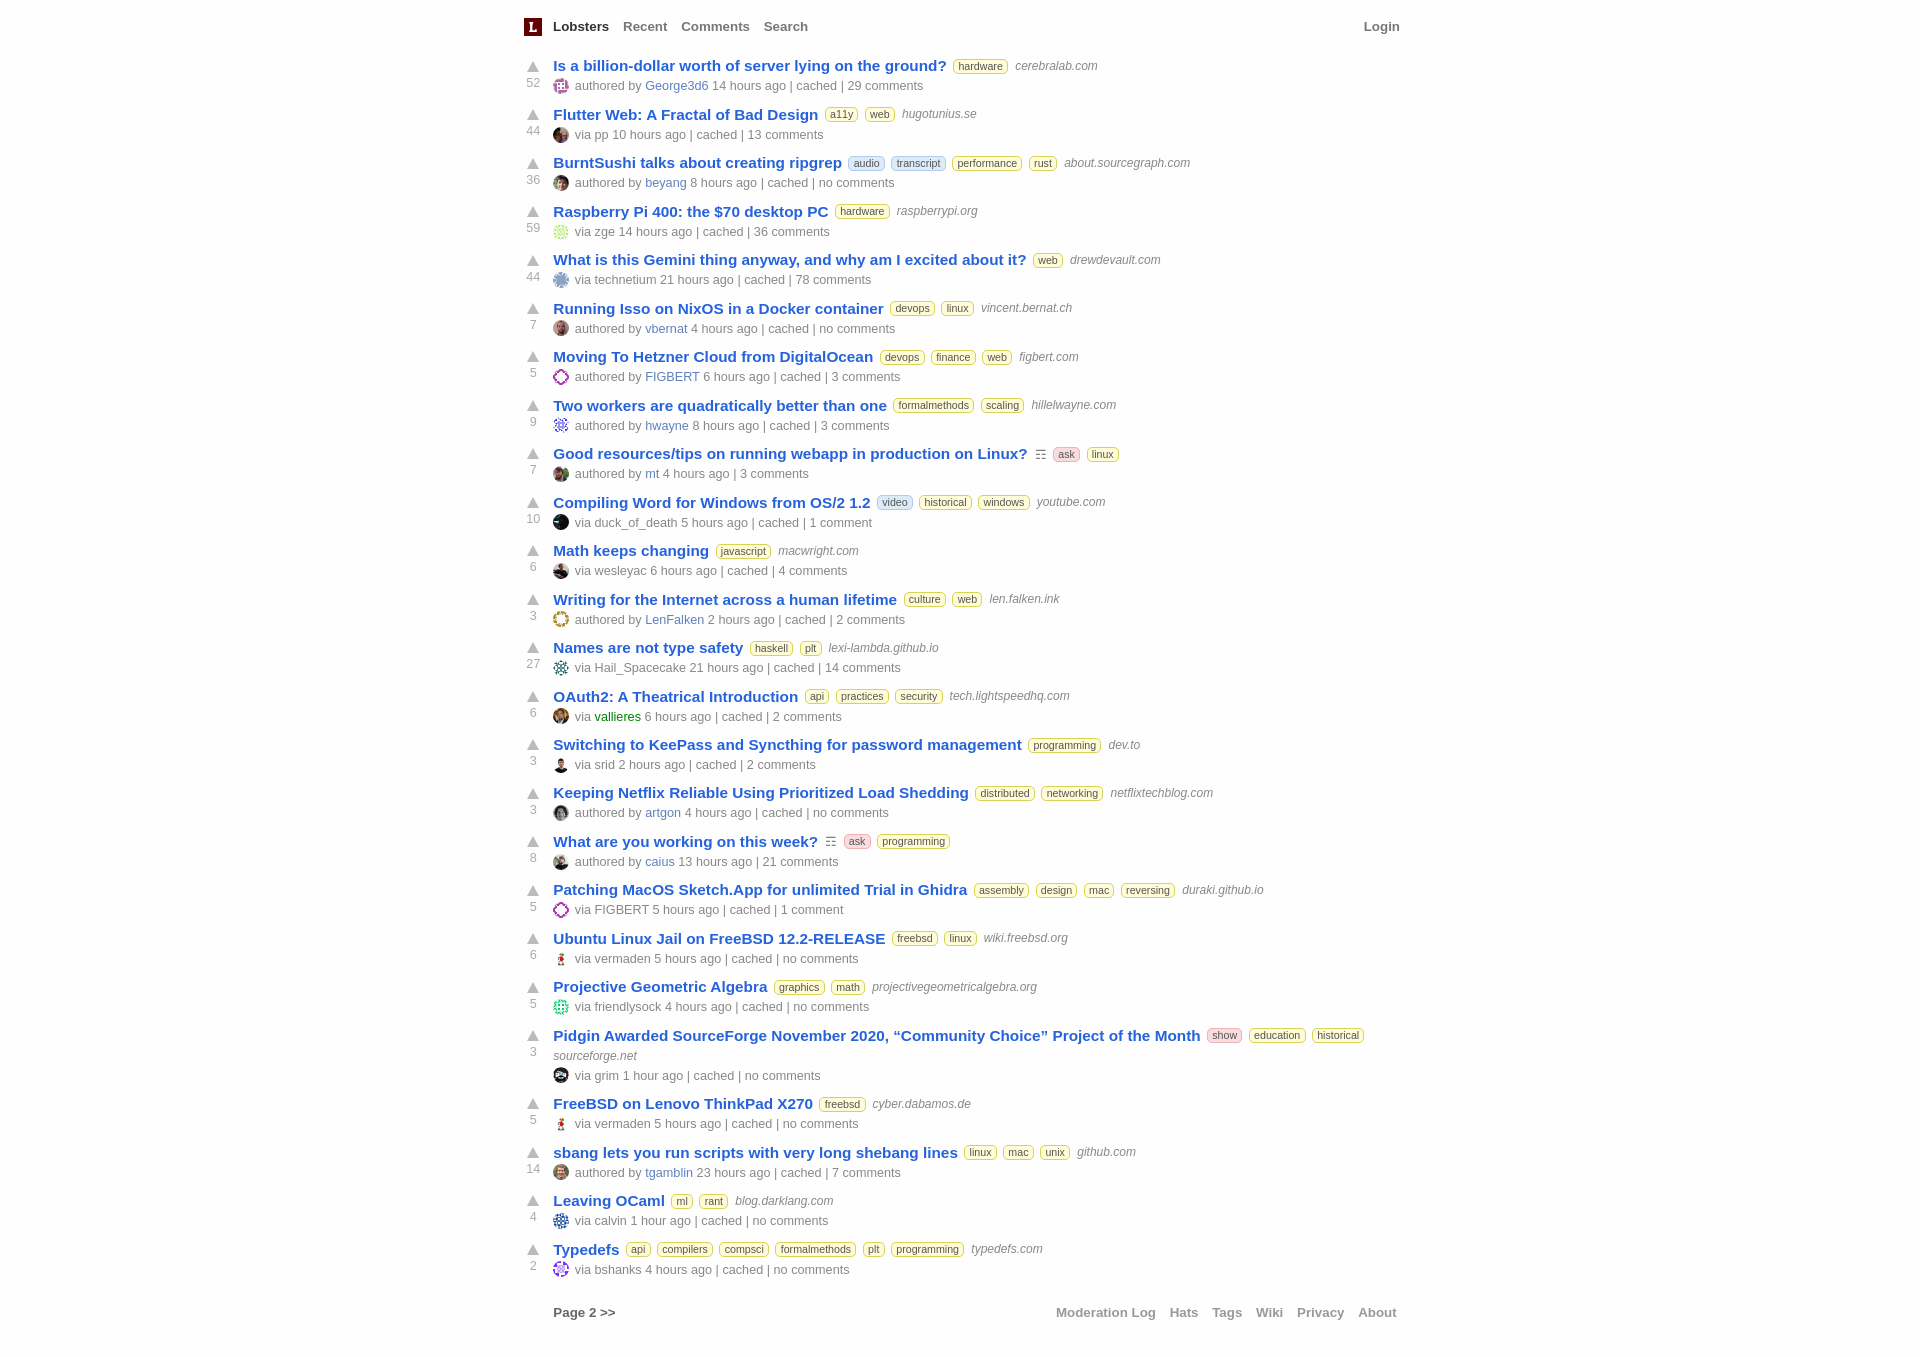 L Lobsters Recent Comments Search Login
Is a billion-dollar worth of server lying on the ground? hardware cerebralab.com
52
authored by George3d6 14 hours ago | cached | 29 comments
Flutter Web: A Fractal of Bad Design a11y web hugotunius.se
44
via pp 10 hours ago | cached | 13 comments
BurntSushi talks about creating ripgrep audio transcript performance rust about.sourcegraph.com
36
authored by beyang 8 hours ago | cached | no comments
Raspberry Pi 400: the $70 desktop PC hardware raspberrypi.org
59
via zge 14 hours ago | cached | 36 comments
What is this Gemini thing anyway, and why am I excited about it? web drewdevault.com
44
via technetium 21 hours ago | cached | 78 comments
Running Isso on NixOS in a Docker container devops linux vincent.bernat.ch
7
authored by vbernat 4 hours ago | cached | no comments
Moving To Hetzner Cloud from DigitalOcean devops finance web figbert.com
5
authored by FIGBERT 6 hours ago | cached | 3 comments
Two workers are quadratically better than one formalmethods scaling hillelwayne.com
9
authored by hwayne 8 hours ago | cached | 3 comments
Good resources/tips on running webapp in production on Linux? ☶ ask linux
7
authored by mt 4 hours ago | 3 comments
Compiling Word for Windows from OS/2 1.2 video historical windows youtube.com
10
via duck_of_death 5 hours ago | cached | 1 comment
Math keeps changing javascript macwright.com
6
via wesleyac 6 hours ago | cached | 4 comments
Writing for the Internet across a human lifetime culture web len.falken.ink
3
authored by LenFalken 2 hours ago | cached | 2 comments
Names are not type safety haskell plt lexi-lambda.github.io
27
via Hail_Spacecake 21 hours ago | cached | 14 comments
OAuth2: A Theatrical Introduction api practices security tech.lightspeedhq.com
6
via vallieres 6 hours ago | cached | 2 comments
Switching to KeePass and Syncthing for password management programming dev.to
3
via srid 2 hours ago | cached | 2 comments
Keeping Netflix Reliable Using Prioritized Load Shedding distributed networking netflixtechblog.com
3
authored by artgon 4 hours ago | cached | no comments
What are you working on this week? ☶ ask programming
8
authored by caius 13 hours ago | 21 comments
Patching MacOS Sketch.App for unlimited Trial in Ghidra assembly design mac reversing duraki.github.io
5
via FIGBERT 5 hours ago | cached | 1 comment
Ubuntu Linux Jail on FreeBSD 12.2-RELEASE freebsd linux wiki.freebsd.org
6
via vermaden 5 hours ago | cached | no comments
Projective Geometric Algebra graphics math projectivegeometricalgebra.org
5
via friendlysock 4 hours ago | cached | no comments
Pidgin Awarded SourceForge November 2020, “Community Choice” Project of the Month show education historical
3
sourceforge.net
via grim 1 hour ago | cached | no comments
FreeBSD on Lenovo ThinkPad X270 freebsd cyber.dabamos.de
5
via vermaden 5 hours ago | cached | no comments
sbang lets you run scripts with very long shebang lines linux mac unix github.com
14
authored by tgamblin 23 hours ago | cached | 7 comments
Leaving OCaml ml rant blog.darklang.com
4
via calvin 1 hour ago | cached | no comments
Typedefs api compilers compsci formalmethods plt programming typedefs.com
2
via bshanks 4 hours ago | cached | no comments
Page 2 >> Moderation Log Hats Tags Wiki Privacy About